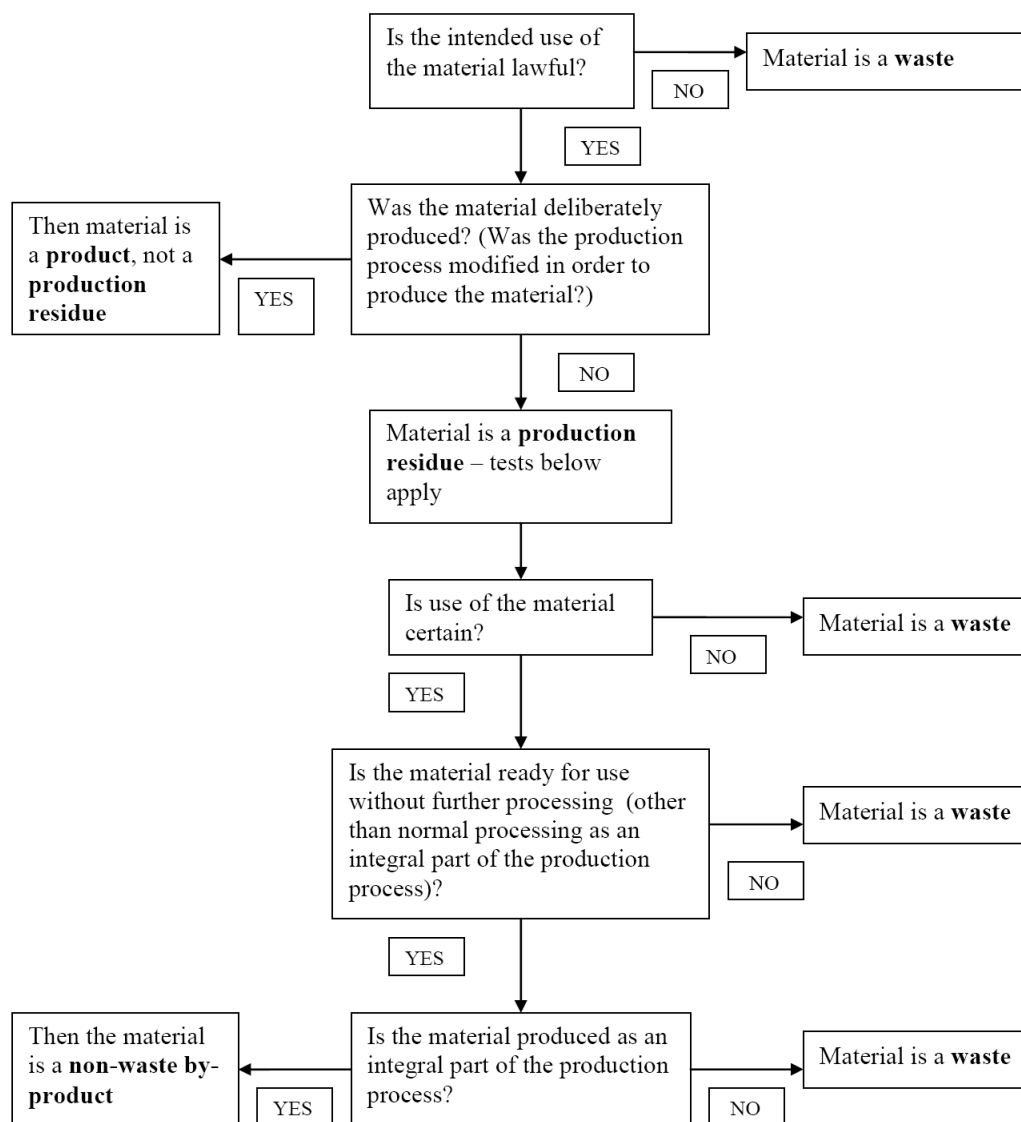 Is the intended use of
the material lawful?
Material is a waste
NO
YES
Was the material deliberately
produced? (Was the production
process modified in order to
produce the material?)
Then material is
a product, not a
production
residue
YES
NO
Material is a production
residue – tests below
apply
Is use of the material
certain?
Material is a waste
NO
YES
Is the material ready for use
without further processing (other
than normal processing as an
integral part of the production
process)?
Material is a waste
NO
YES
Then the material
is a non-waste by-
product
Is the material produced as an
integral part of the production
process?
Material is a waste
YES
NO